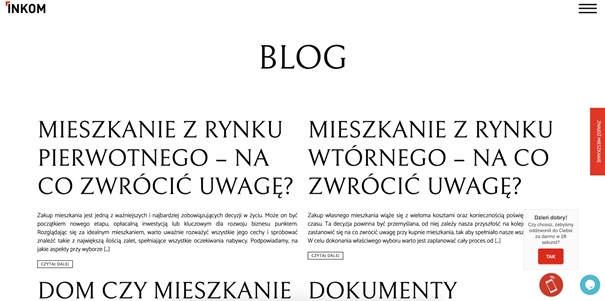 INKOM
BLOG
MIESZKANIE Z RYNKU
PIERWOTNEGO – NA
CO ZWRÓCIĆ UWAGĘ?
Zakup mieszkania jest jedną z ważniejszych i najbardziej zobowiązujących decyzji w życiu. Może on być
początkiem nowego etapu, opłacalną inwestycją lub kluczowym dla rozwoju biznesu punktem.
Rozglądając się za idealnym mieszkaniem, warto uważnie rozważyć wszystkie jego cechy i spróbować
znaleźć takie z największą ilością zalet, spełniające wszystkie oczekiwania nabywcy. Podpowiadamy, na
jakie aspekty przy wyborze [...]
CZYTAJ DALEJ
MIESZKANIE Z RYNKU
WTÓRNEGO – NA CO
ZWRÓCIĆ UWAGĘ?
Zakup własnego mieszkania wiąże się z wieloma kosztami oraz koniecznością poświę
czasu. Ta decyzja powinna być przemyślana, od niej zależy nasza przyszłość na kolej
zastanowić się na co zwrócić uwagę przy kupnie mieszkania, tak aby spełniało nasze
W celu dokonania właściwego wyboru warto jest zaplanować cały proces od [...]
CZYTAJ DALEJ
DOM CZY MIESZKANIE
DOKUMENTY
ZNAJDŹ MIESZKANIE
Dzień dobry!
Czy chcesz, żebyśmy
oddzwonili do Ciebie
za darmo w 28
sekund?
TAK